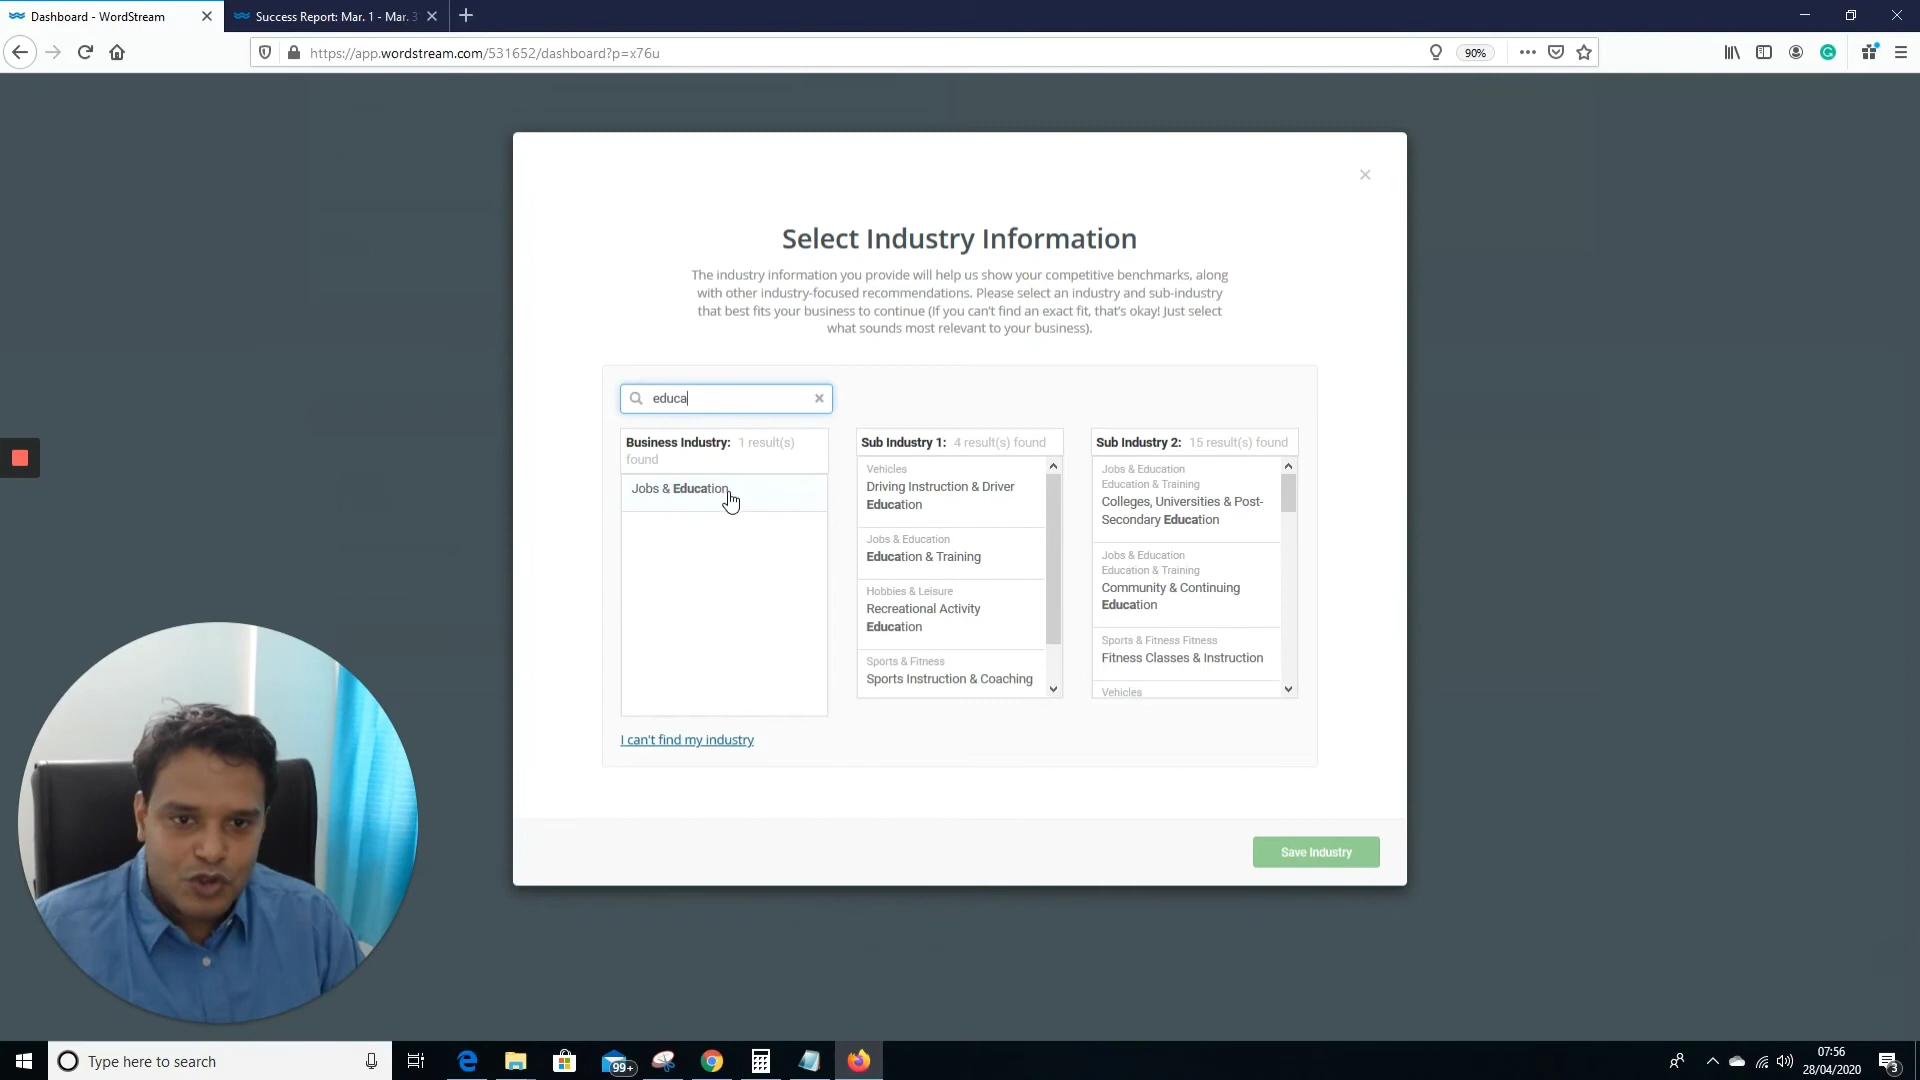 Dashboard - WordStream
Success Report: Mar. 1 - Mar. 3
https://app.wordstream.com/531652/dashboard?p=x76u
90%
Select Industry Information
The industry information you provide will help us show your competitive benchmarks, along
with other industry-focused recommendations. Please select an industry and sub-industry
that best fits your business to continue (If you can't find an exact fit, that's okay! Just select
what sounds most relevant to your business).
educa
Business Industry: 1 result(s)
found
Jobs & Education
Sub Industry 1: 4 result(s) found
Vehicles
Driving Instruction & Driver
Education
Jobs & Education
Education & Training
Hobbies & Leisure
Recreational Activity
Education
Sports & Fitness
Sports Instruction & Coaching
Sub Industry 2: 15 result(s) found
Jobs & Education
Education & Training
Colleges, Universities & Post-
Secondary Education
Jobs & Education
Education & Training
Community & Continuing
Education
Sports & Fitness Fitness
Fitness Classes & Instruction
Vehicles
I can't find my industry
Save Industry
Type here to search
99+
07:56
28/04/2020
3